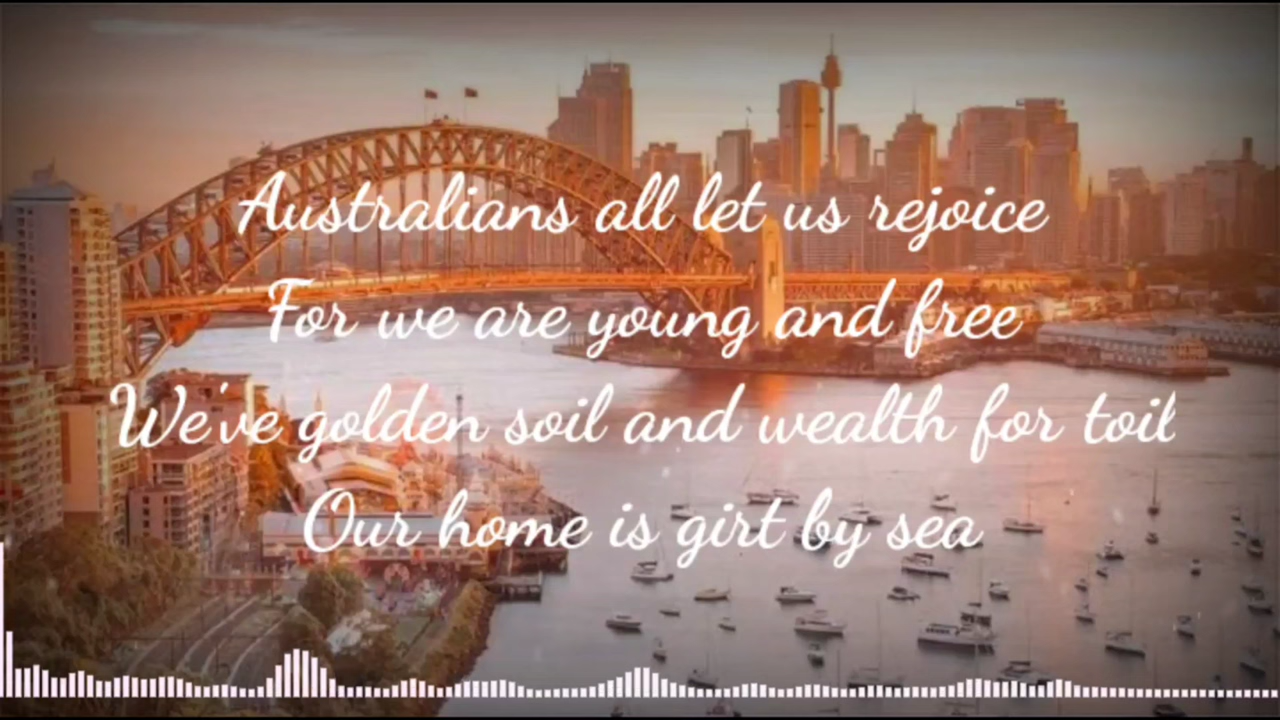 Australians all let us rejoice
For we are young and free
We've golden soil and wealth for toil
Our home is girt by sea